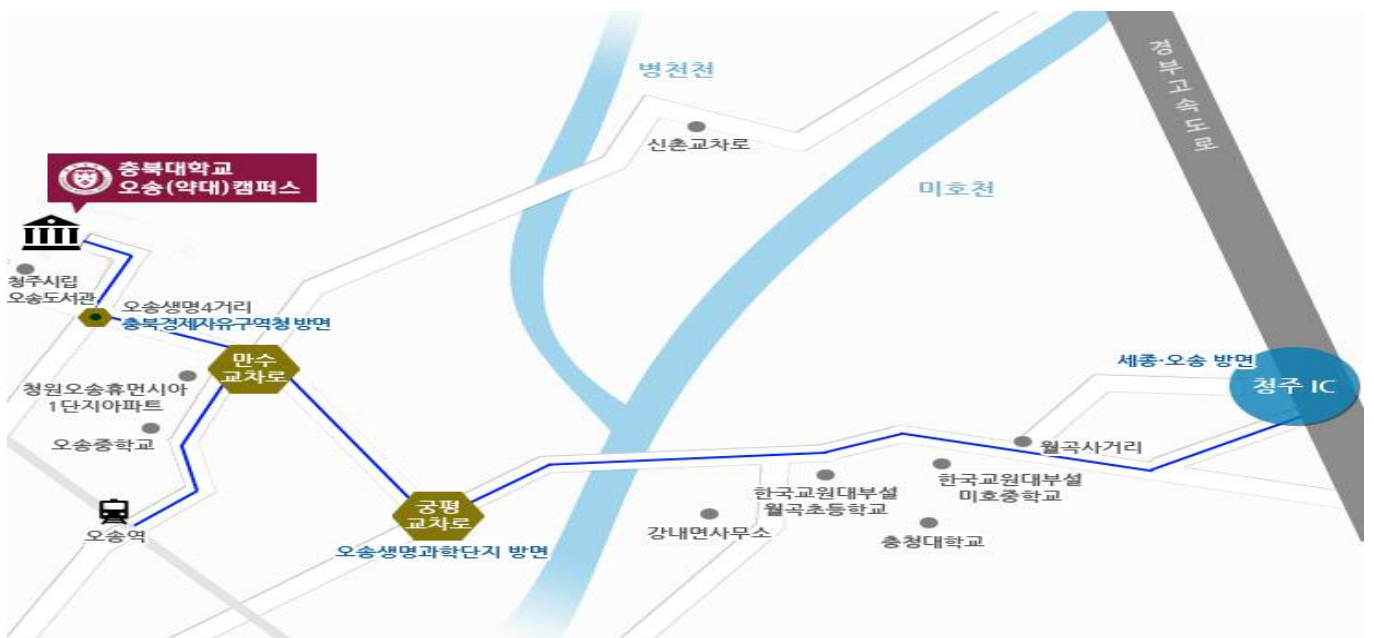 경부고속도로
병천천
신촌교차로
미호천
충북대학교
오송(약대)캠퍼스
청주시립
오송도서관
오송생명4거리
충북경제자유구역청 방면
만수
교차로
청원오송휴먼시아
1단지아파트
오송중학교
오송역
궁평
교차로
오송생명과학단지 방면
세종·오송 방면
청주 IC
월곡사거리
한국교원대부설
미호중학교
한국교원대부설
월곡초등학교
강내면사무소
충청대학교